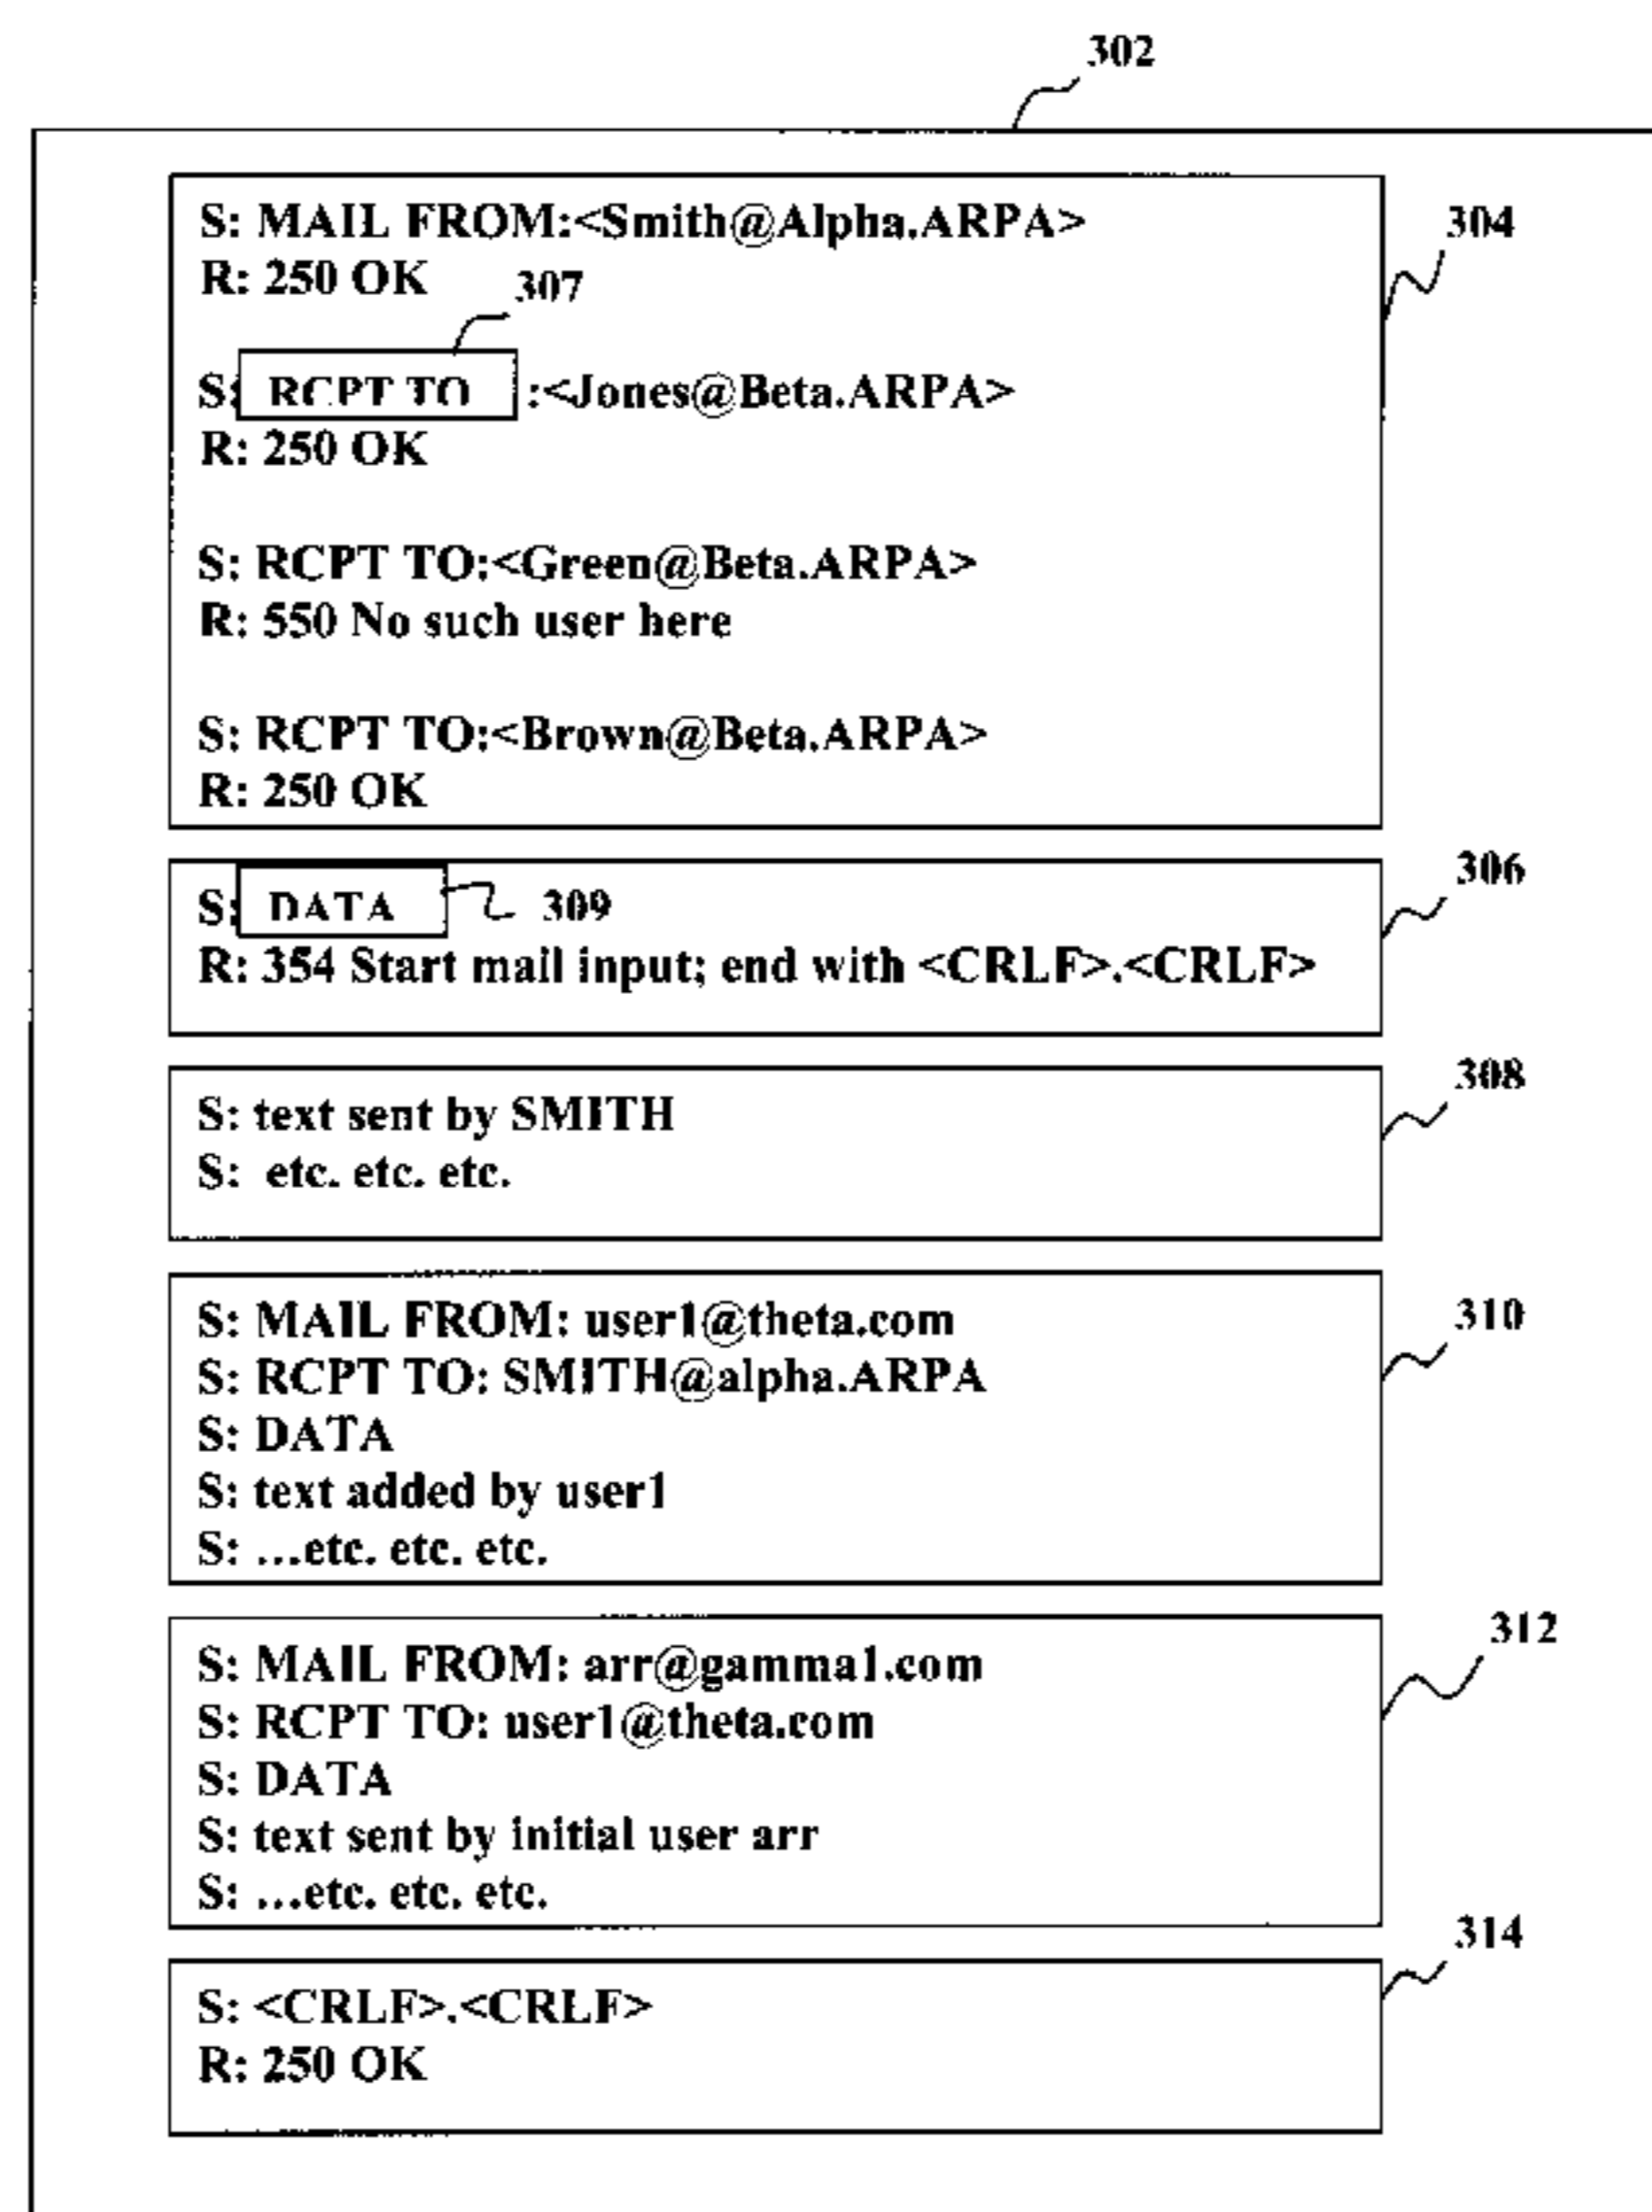 302
S: MAIL FROM:<Smith@Alpha.ARPA>
304
R: 250 OK
307
S: RCPT TO :<Jones@Beta.ARPA>
R: 250 OK
S: RCPT TO:<Green@Beta.ARPA>
R: 550 No such user here
S: RCPT TO:<Brown@Beta.ARPA>
R: 250 OK
306
S: DATA 309
R: 354 Start mail input; end with <CRLF>.<CRLF>
308
S: text sent by SMITH
S: etc. etc. etc.
310
S: MAIL FROM: user1@theta.com
S: RCPT TO: SMITH@alpha.ARPA
S: DATA
S: text added by user1
S: ...etc. etc. etc.
312
S: MAIL FROM: arr@gamma1.com
S: RCPT TO: user1@theta.com
S: DATA
S: text sent by initial user arr
S: ...etc. etc. etc.
314
S: <CRLF>.<CRLF>
R: 250 OK